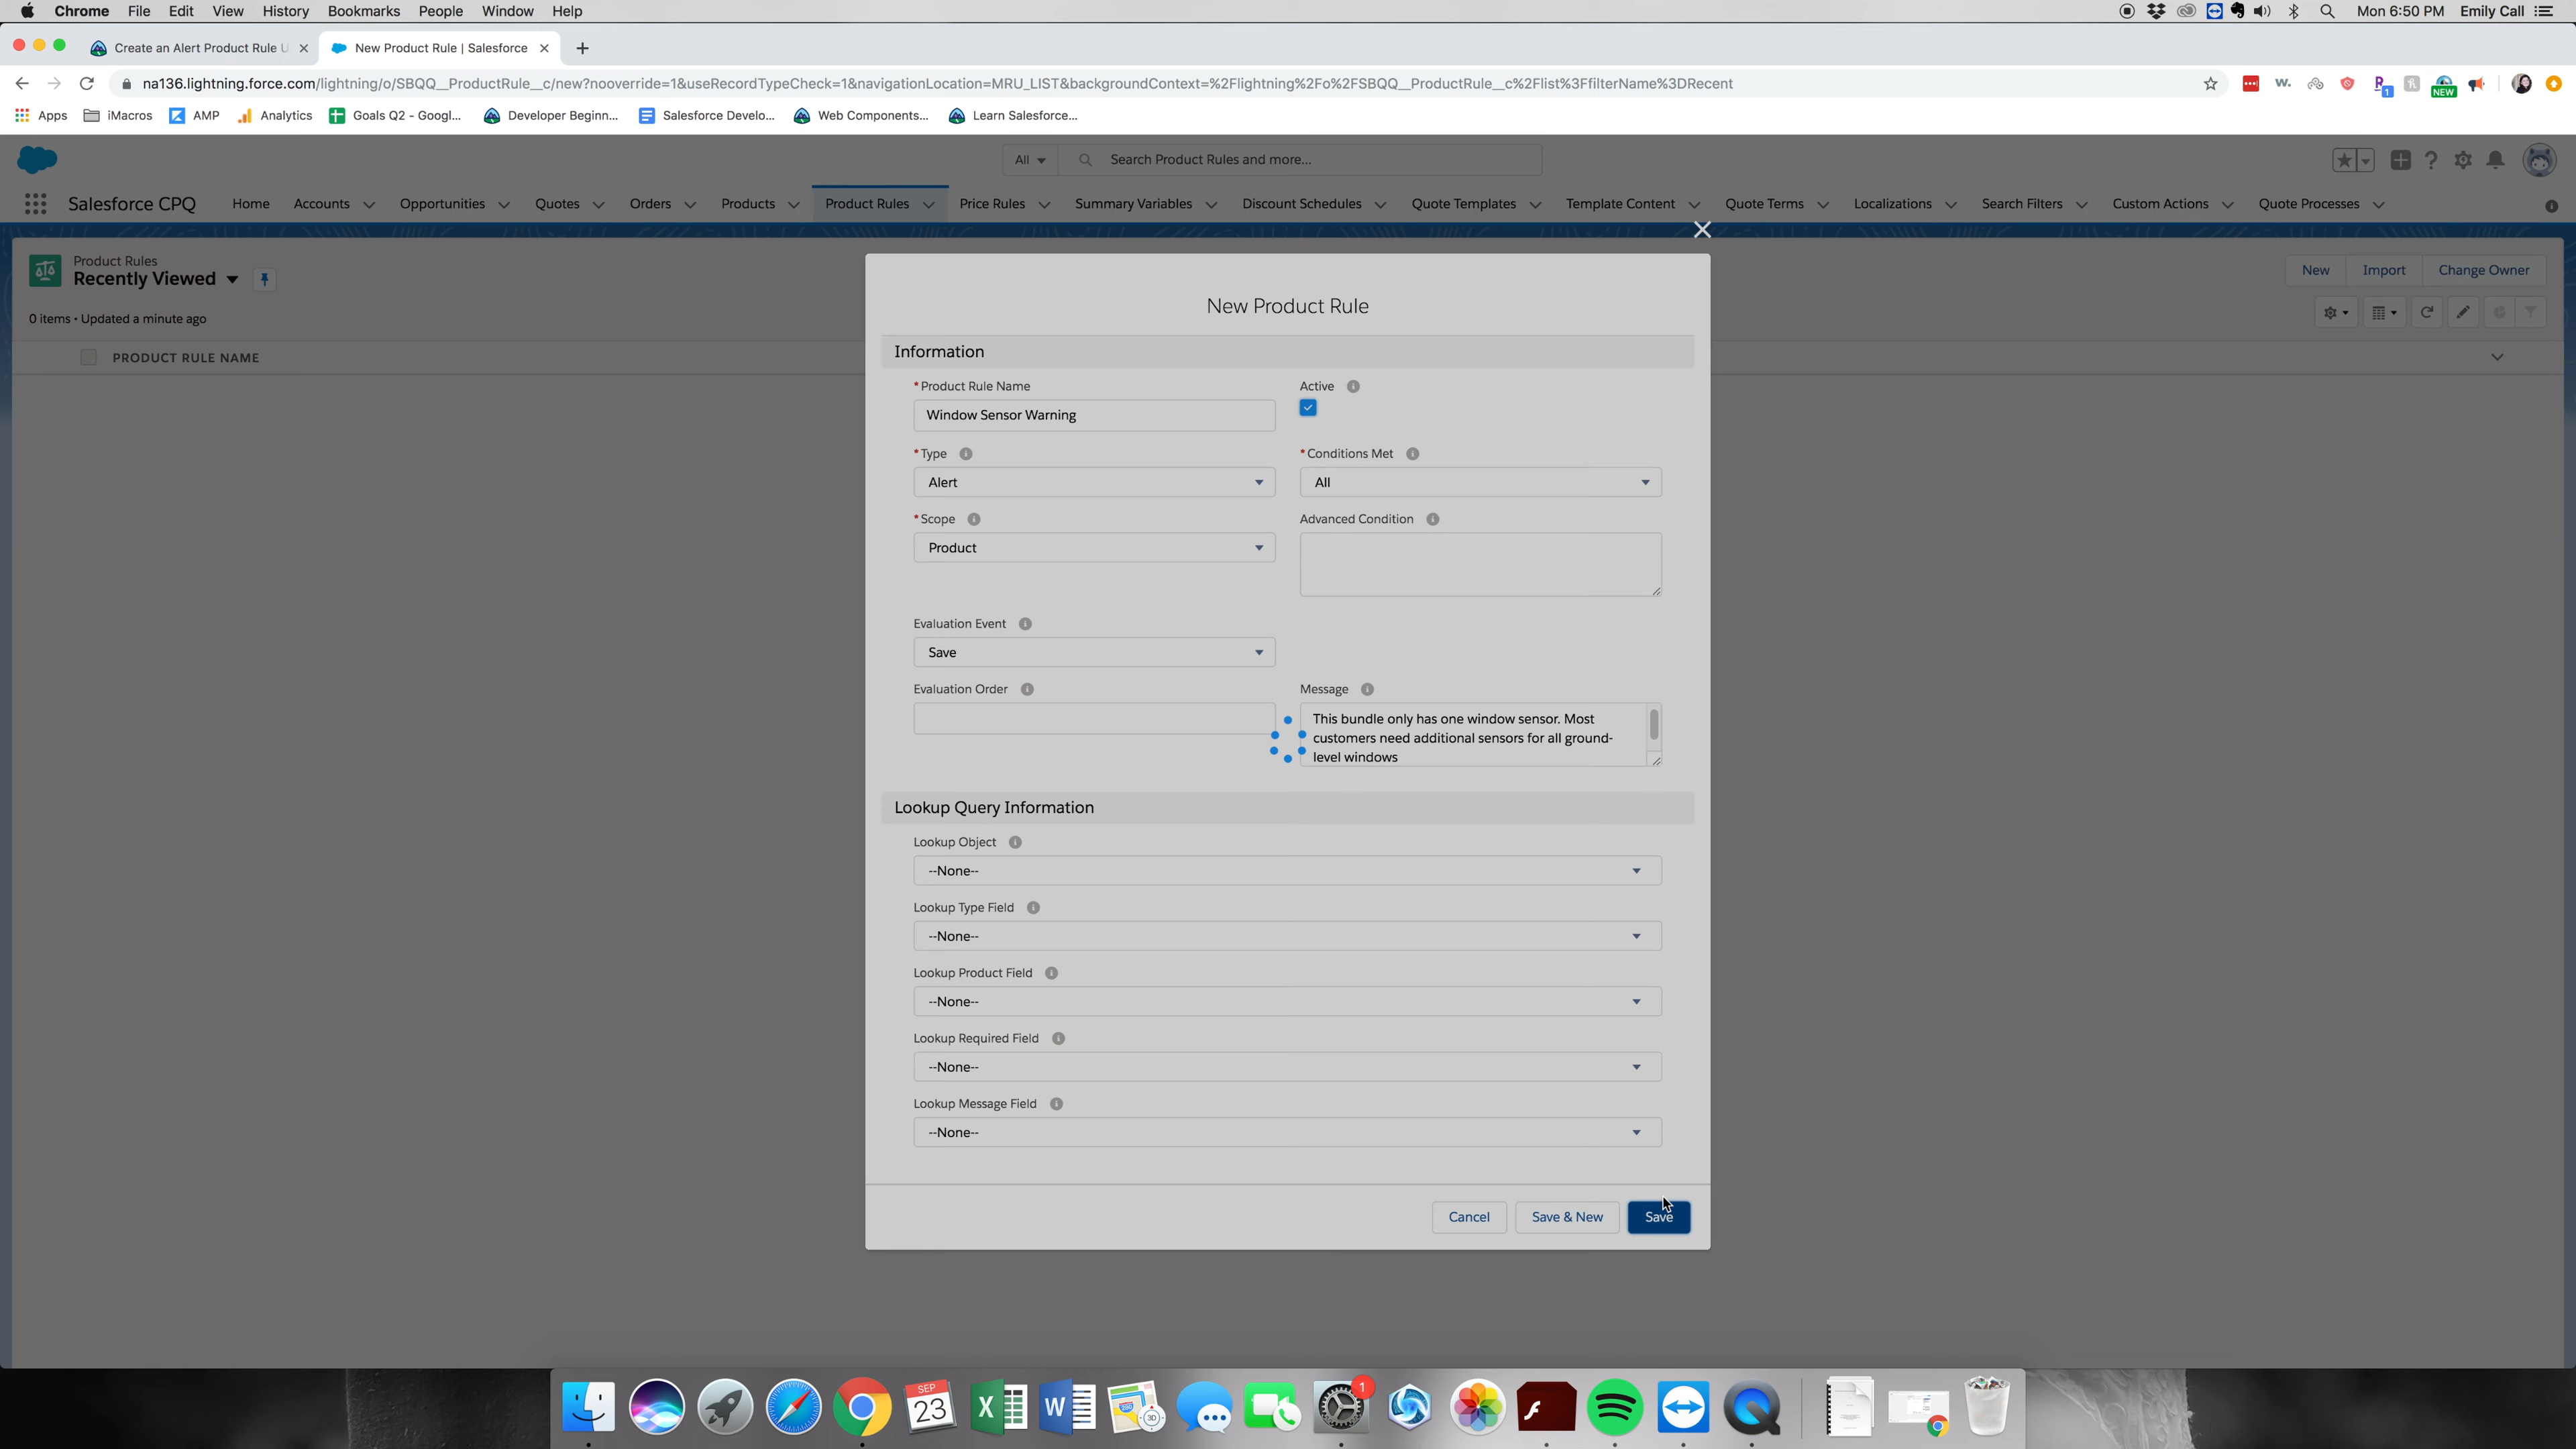 Chrome File Edit View History Bookmarks People Window Help Mon 6:50 PM Emily Call
Create an Alert Product Rule U New Product Rule | Salesforce
na136.lightning.force.com/lightning/o/SBQQ__ProductRule__c/new?nooverride=1&useRecordTypeCheck=1&navigationLocation=MRU_LIST&backgroundContext=%2Flightning%2Fo%2FSBQQ__ProductRule__c%2Flist%3FfilterName%3DRecent
Apps iMacros AMP Analytics Goals Q2 - Googl... Developer Beginn... Salesforce Develo... Web Components... Learn Salesforce...
All Search Product Rules and more...
Salesforce CPQ Home Accounts Opportunities Quotes Orders Products Product Rules Price Rules Summary Variables Discount Schedules Quote Templates Template Content Quote Terms Localizations Search Filters Custom Actions Quote Processes
Product Rules
Recently Viewed
New Import Change Owner
0 items • Updated a minute ago
PRODUCT RULE NAME
New Product Rule
Information
*Product Rule Name
Window Sensor Warning
Active
*Type
Alert
*Conditions Met
All
*Scope
Product
Advanced Condition
Evaluation Event
Save
Evaluation Order
Message
This bundle only has one window sensor. Most
customers need additional sensors for all ground-
level windows
Lookup Query Information
Lookup Object
--None--
Lookup Type Field
--None--
Lookup Product Field
--None--
Lookup Required Field
--None--
Lookup Message Field
--None--
Cancel Save & New Save
SEP
23
1